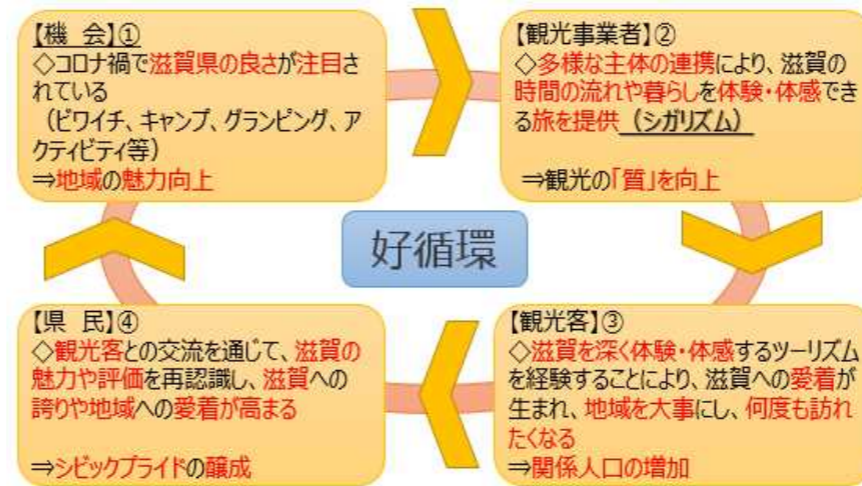 【機　会】①
◇コロナ禍で滋賀県の良さが注目さ
れている
（ビワイチ、キャンプ、グランピング、ア
クティビティ等）
⇒地域の魅力向上
【観光事業者】②
◇多様な主体の連携により、滋賀の
時間の流れや暮らしを体験・体感でき
る旅を提供（シガリズム）
⇒観光の「質」を向上
好循環
【観光客】③
◇滋賀を深く体験・体感するツーリズム
を経験することにより、滋賀への愛着が
生まれ、地域を大事にし、何度も訪れ
たくなる
⇒関係人口の増加
【県　民】④
◇観光客との交流を通じて、滋賀の
魅力や評価を再認識し、滋賀への
誇りや地域への愛着が高まる
⇒シビックプライドの醸成